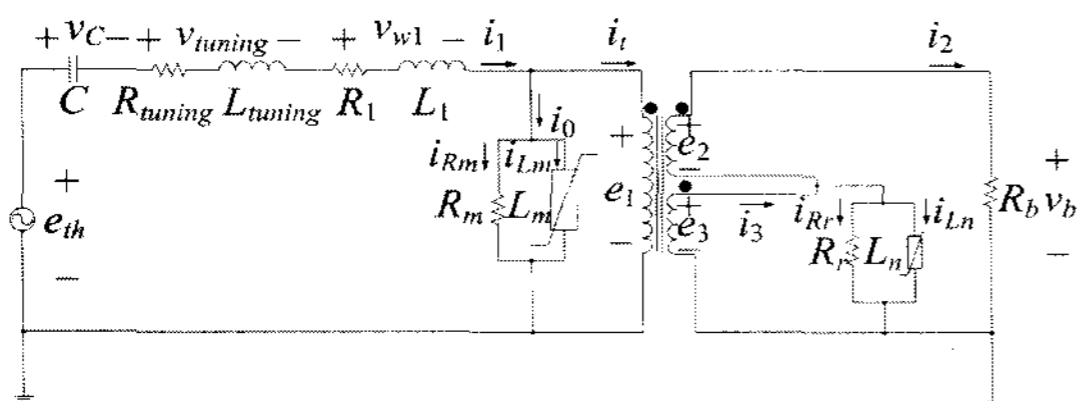 + v_C − + v_tuning − + v_w1 − i_1 i_t i_2
C R_tuning L_tuning R_1 L_1
i_0
+ e_2 −
i_Rm i_Lm
+ e_th −
R_m L_m
+ e_1 −
+ e_3 −
i_3
i_Rr i_Ln
R_r L_n
R_b
+ v_b −